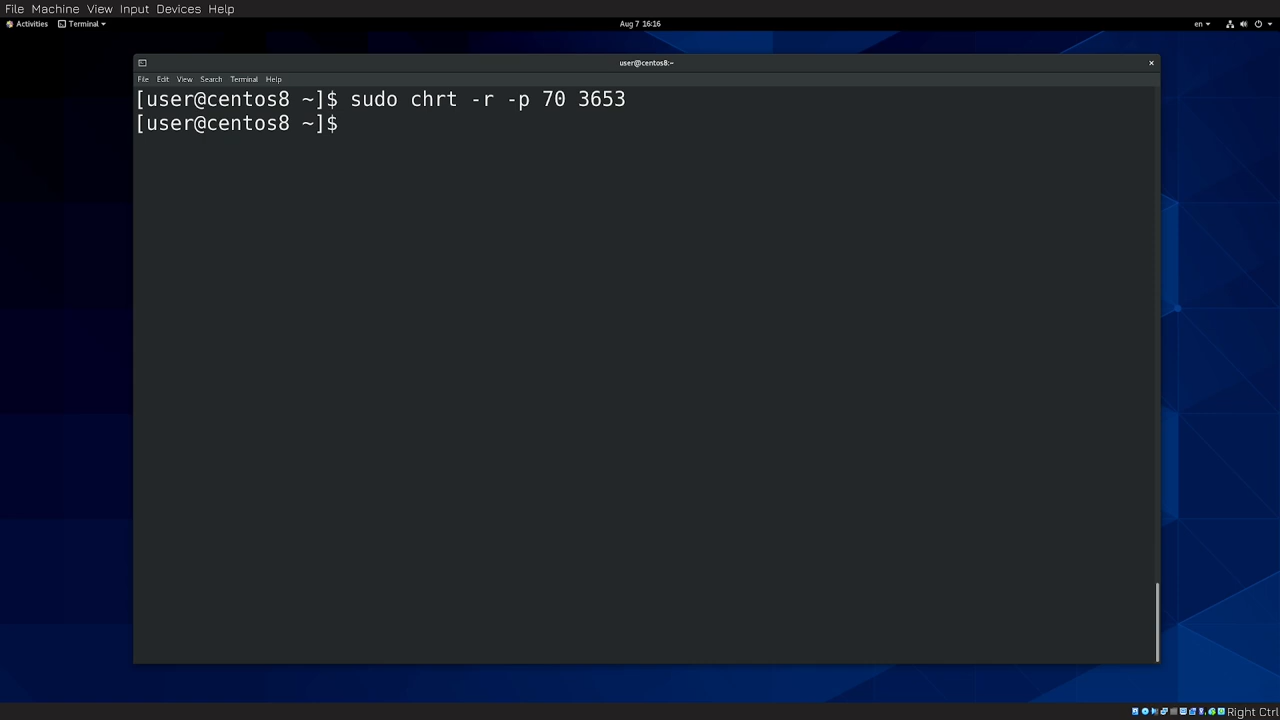 File Machine View Input Devices Help
Activities Terminal Aug 7 16:16 en
user@centos8:~
File Edit View Search Terminal Help
[user@centos8 ~]$ sudo chrt -r -p 70 3653
[user@centos8 ~]$
Right Ctrl